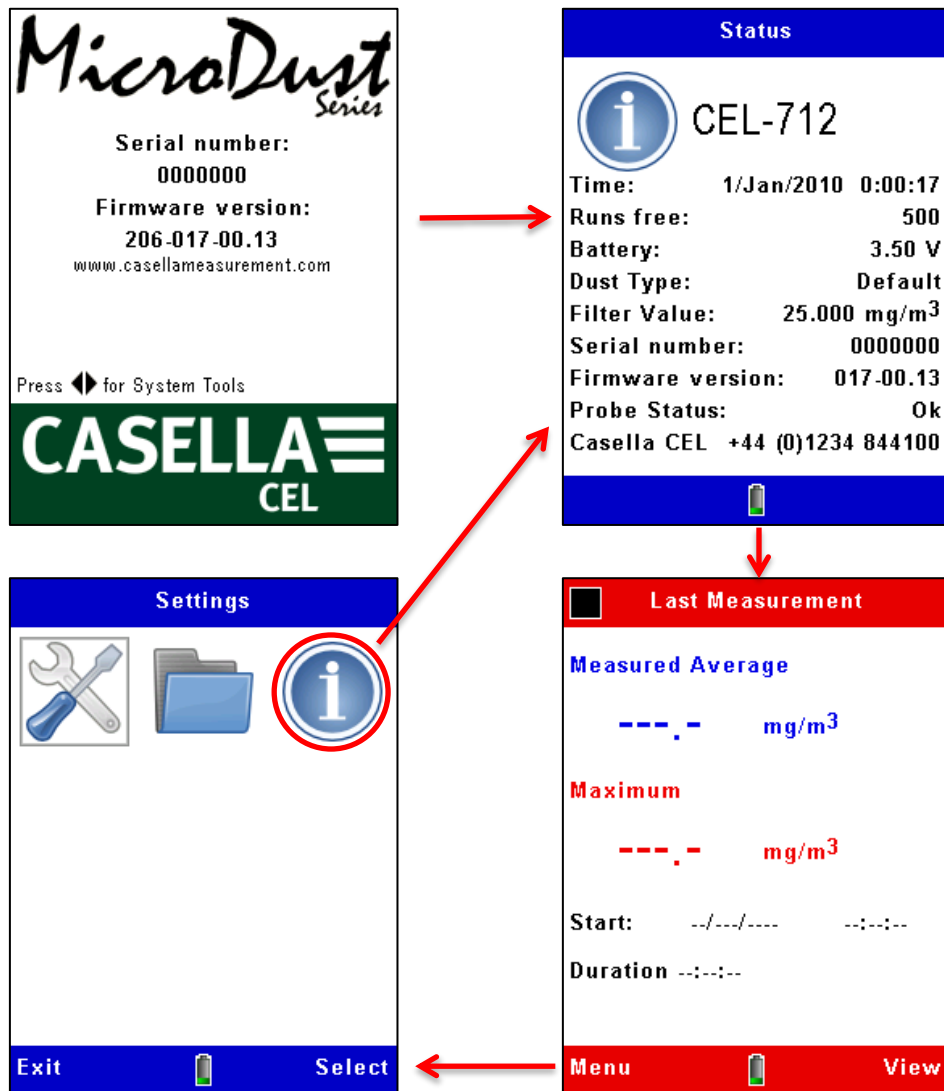 MicroDust
Series
Serial number:
0000000
Firmware version:
206-017-00.13
www.casellameasurement.com
Press for System Tools
CASELLA
CEL
Status
CEL-712
Time: 1/Jan/2010 0:00:17
Runs free: 500
Battery: 3.50 V
Dust Type: Default
Filter Value: 25.000 mg/m³
Serial number: 0000000
Firmware version: 017-00.13
Probe Status: Ok
Casella CEL +44 (0)1234 844100
Settings
Exit Select
Last Measurement
Measured Average
---.- mg/m³
Maximum
---.- mg/m³
Start: --/---/---- --:--:--
Duration --:--:--
Menu View